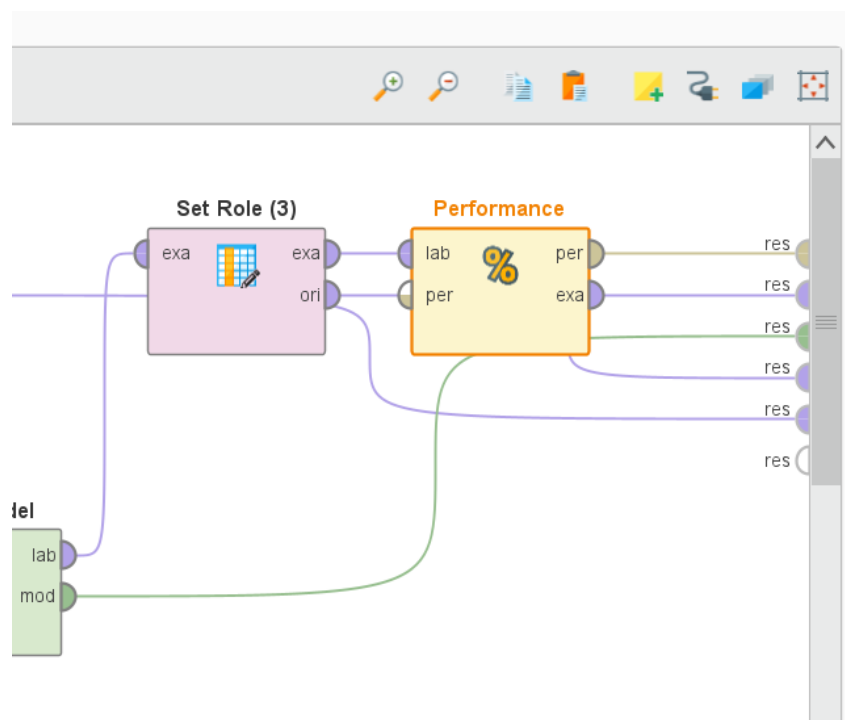 Set Role (3)
Performance
exa
exa
ori
lab
per
per
exa
res
res
res
res
res
res
del
lab
mod